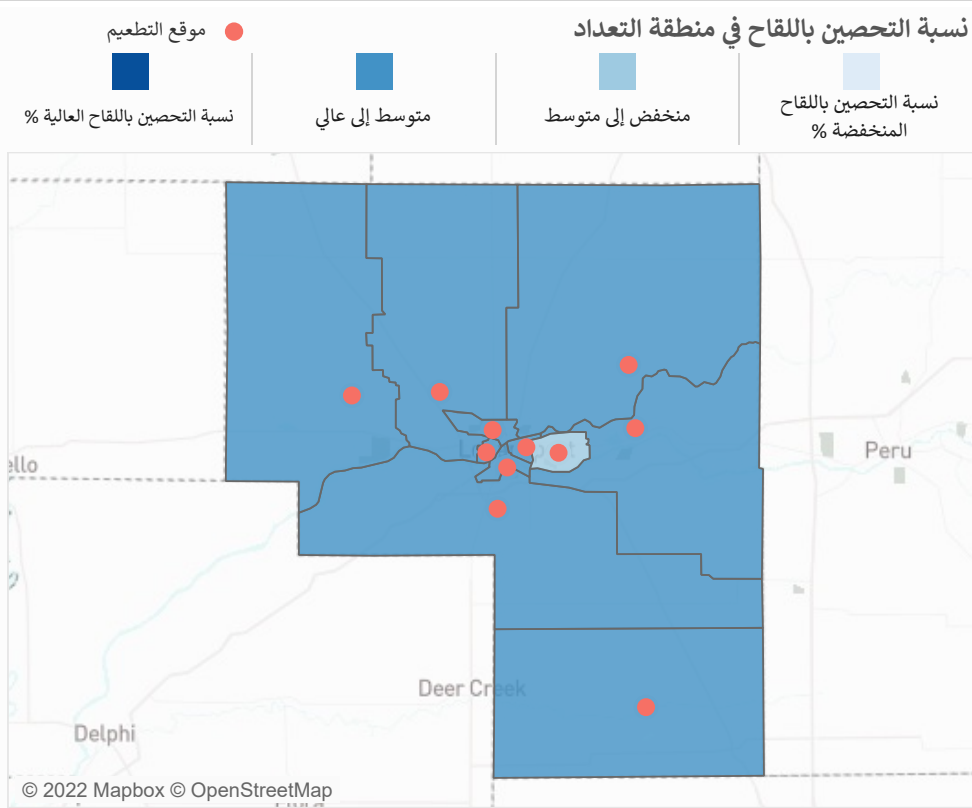 نسبة التحصين باللقاح في منطقة التعداد
موقع التطعيم
نسبة التحصين باللقاح
المنخفضة %
منخفض إلى متوسط
متوسط إلى عالي
نسبة التحصين باللقاح العالية %
ello
Peru
Deer Creek
Delphi
© 2022 Mapbox © OpenStreetMap